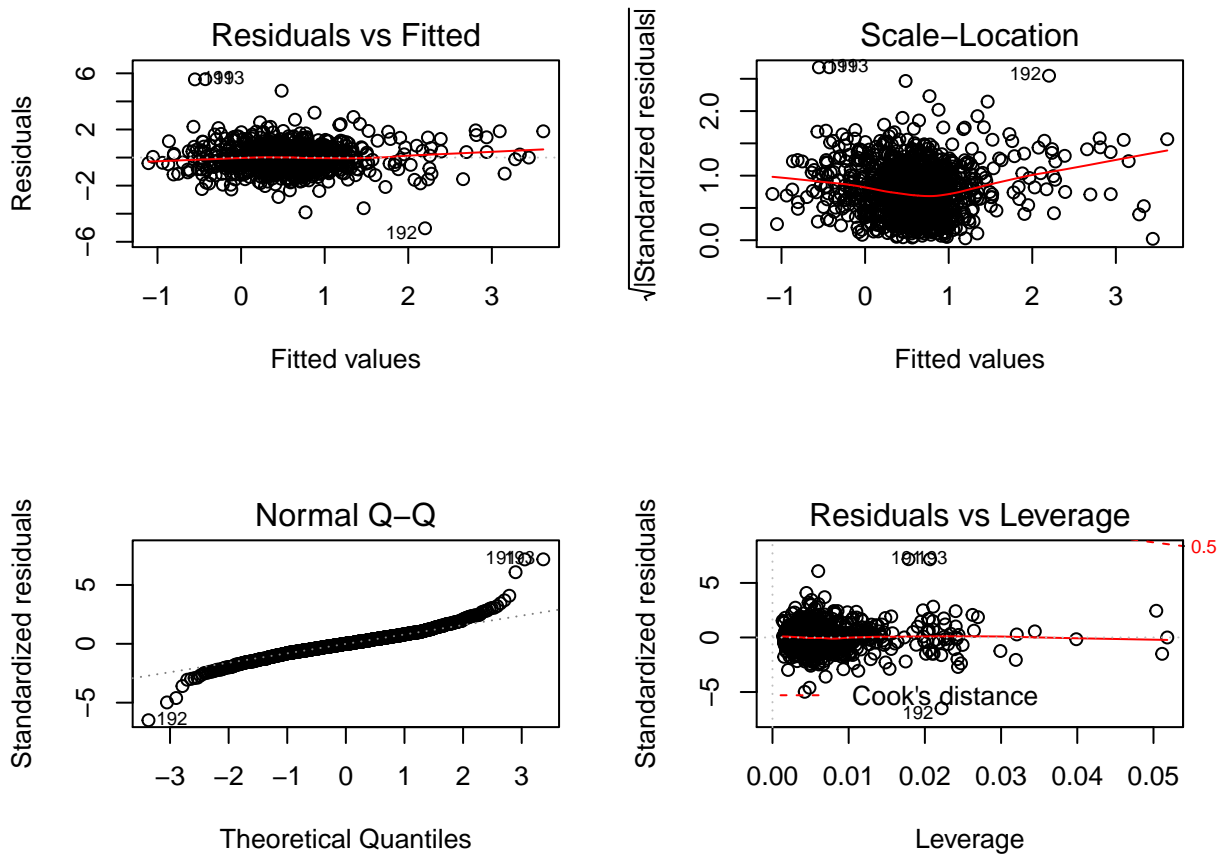 Residuals vs Fitted
Residuals
6
2
−2
−6
192
−1 0 1 2 3
Fitted values
Scale−Location
√|Standardized residuals|
2.0
1.0
0.0
192
−1 0 1 2 3
Fitted values
Normal Q−Q
Standardized residuals
5
0
−5
192
−3 −2 −1 0 1 2 3
Theoretical Quantiles
Residuals vs Leverage
Standardized residuals
5
0
−5
0.5
Cook's distance
192
0.00 0.01 0.02 0.03 0.04 0.05
Leverage